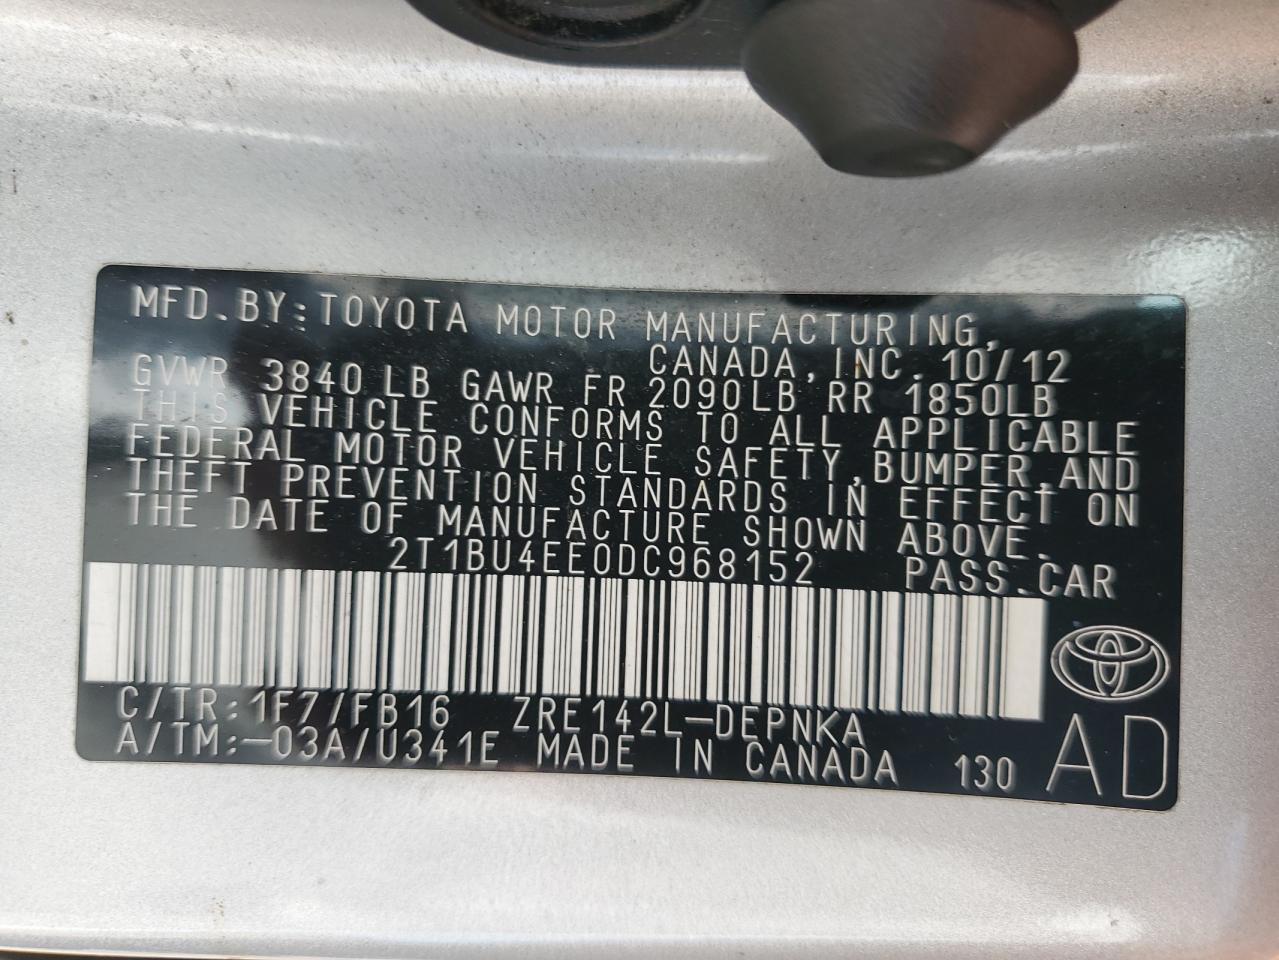 MFD.BY:TOYOTA MOTOR MANUFACTURING,
CANADA, INC. 10/12
GVWR 3840 LB GAWR FR 2090LB RR 1850LB
THIS VEHICLE CONFORMS TO ALL APPLICABLE
FEDERAL MOTOR VEHICLE SAFETY,BUMPER,AND
THEFT PREVENTION STANDARDS IN EFFECT ON
THE DATE OF MANUFACTURE SHOWN ABOVE.
2T1BU4EE0DC968152 PASS.CAR
C/TR:1F7/FB16 ZRE142L-DEPNKA
A/TM:-03A/U341E MADE IN CANADA 130 AD